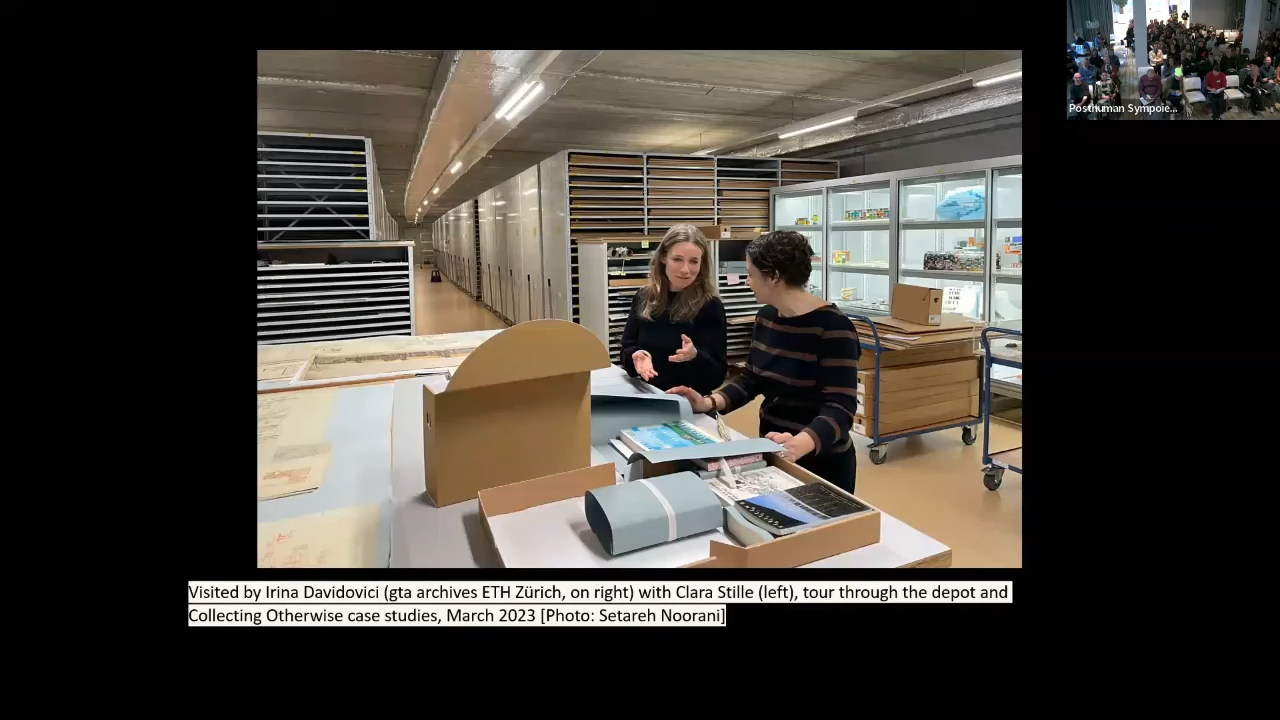 Posthuman Sympoie...
Visited by Irina Davidovici (gta archives ETH Zürich, on right) with Clara Stille (left), tour through the depot and
Collecting Otherwise case studies, March 2023 [Photo: Setareh Noorani]